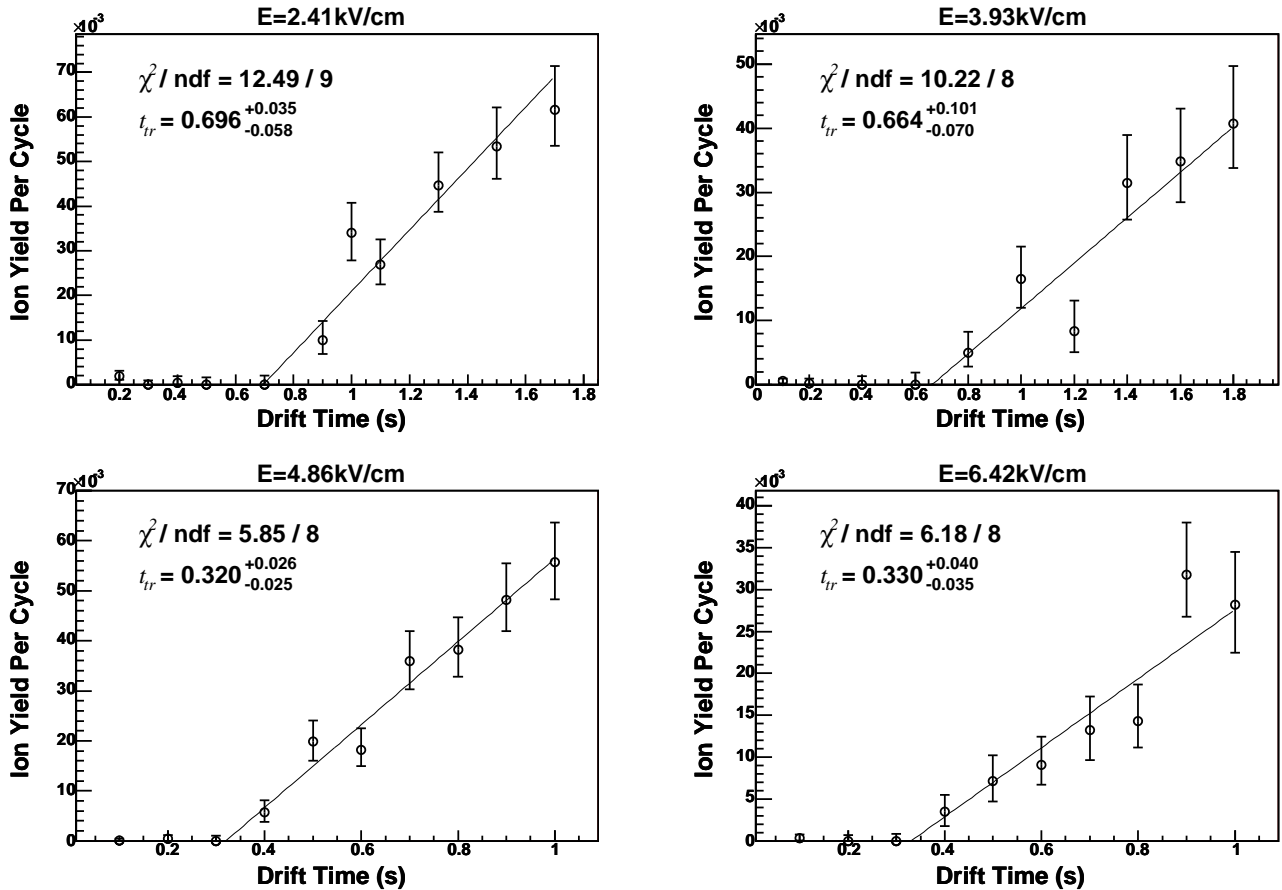 E=2.41kV/cm
×10⁻³
χ² / ndf = 12.49 / 9
t_tr = 0.696 +0.035 -0.058
Ion Yield Per Cycle
70
60
50
40
30
20
10
0
0.2 0.4 0.6 0.8 1 1.2 1.4 1.6 1.8
Drift Time (s)
E=3.93kV/cm
×10⁻³
χ² / ndf = 10.22 / 8
t_tr = 0.664 +0.101 -0.070
Ion Yield Per Cycle
50
40
30
20
10
0
0 0.2 0.4 0.6 0.8 1 1.2 1.4 1.6 1.8
Drift Time (s)
E=4.86kV/cm
×10⁻³
χ² / ndf = 5.85 / 8
t_tr = 0.320 +0.026 -0.025
Ion Yield Per Cycle
70
60
50
40
30
20
10
0
0.2 0.4 0.6 0.8 1
Drift Time (s)
E=6.42kV/cm
×10⁻³
χ² / ndf = 6.18 / 8
t_tr = 0.330 +0.040 -0.035
Ion Yield Per Cycle
40
35
30
25
20
15
10
5
0
0.2 0.4 0.6 0.8 1
Drift Time (s)